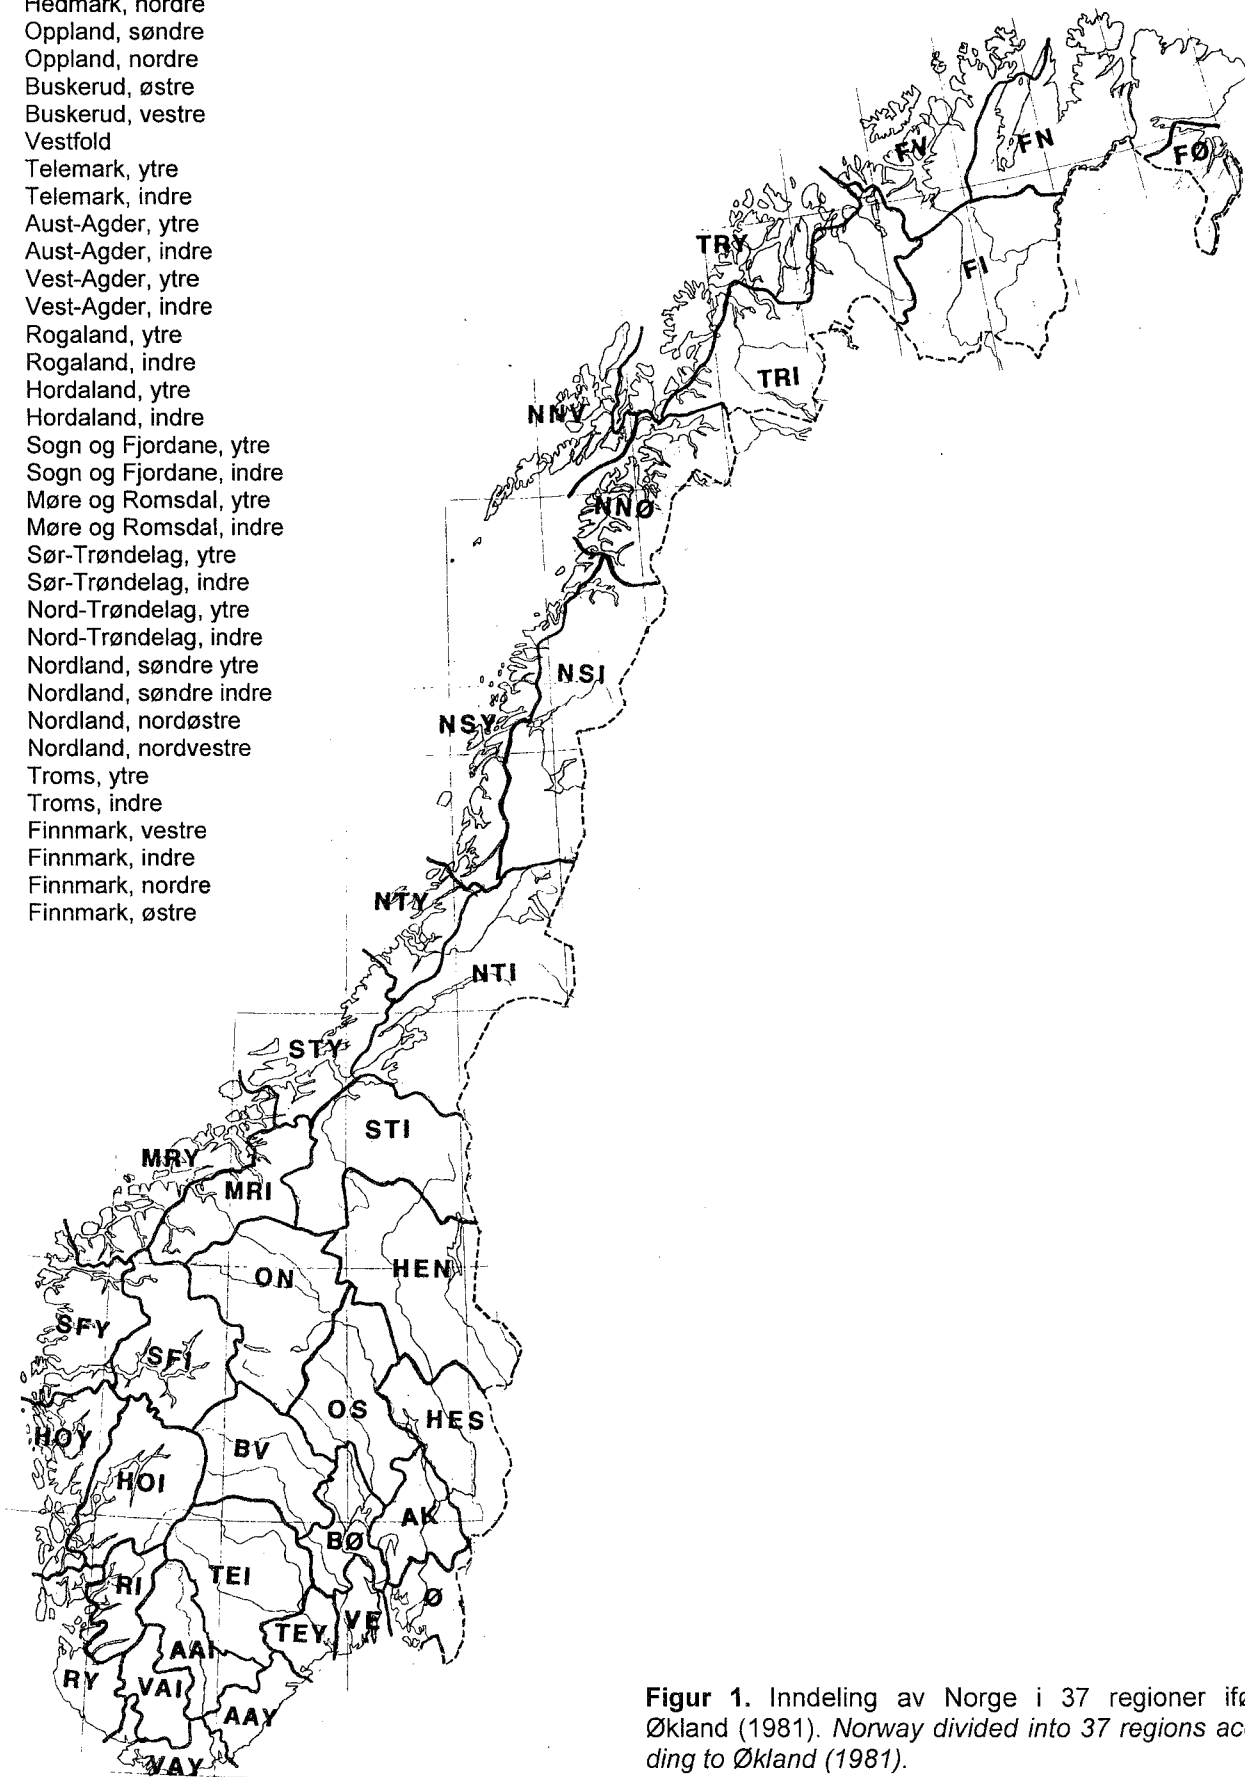 Hedmark, nordre
Oppland, søndre
Oppland, nordre
Buskerud, østre
Buskerud, vestre
Vestfold
Telemark, ytre
Telemark, indre
Aust-Agder, ytre
Aust-Agder, indre
Vest-Agder, ytre
Vest-Agder, indre
Rogaland, ytre
Rogaland, indre
Hordaland, ytre
Hordaland, indre
Sogn og Fjordane, ytre
Sogn og Fjordane, indre
Møre og Romsdal, ytre
Møre og Romsdal, indre
Sør-Trøndelag, ytre
Sør-Trøndelag, indre
Nord-Trøndelag, ytre
Nord-Trøndelag, indre
Nordland, søndre ytre
Nordland, søndre indre
Nordland, nordøstre
Nordland, nordvestre
Troms, ytre
Troms, indre
Finnmark, vestre
Finnmark, indre
Finnmark, nordre
Finnmark, østre
FV
FN
FØ
TRY
FI
TRI
NNV
NNØ
NSI
NSY
NTY
NTI
STY
STI
MRY
MRI
ON
HEN
SFY
SFI
OS
HES
HOY
BV
HOI
AK
BØ
TEI
RI
Ø
VE
TEY
AAI
RY
VAI
AAY
VAY
Figur 1. Inndeling av Norge i 37 regioner
Økland (1981). Norway divided into 37 regions
ding to Økland (1981).